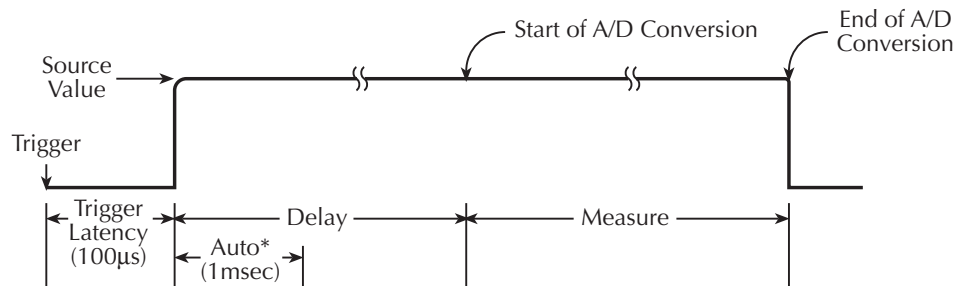 Start of A/D Conversion
End of A/D
Conversion
Source
Value
Trigger
Trigger
Latency
(100µs)
Delay
Measure
Auto*
(1msec)